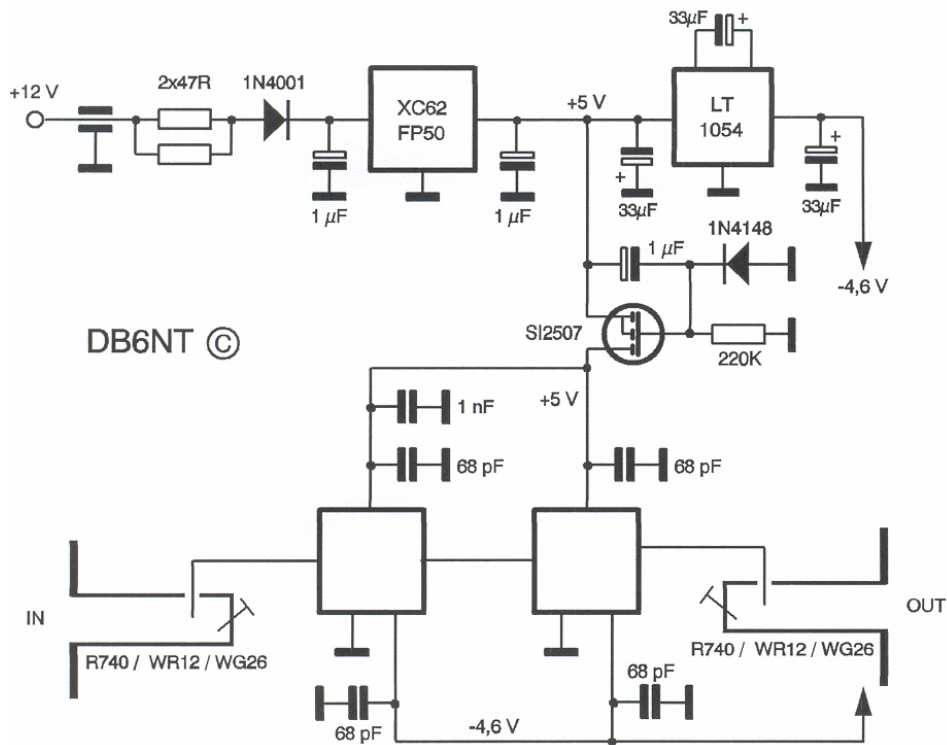 33µF
+
+12 V
2x47R
1N4001
XC62
FP50
+5 V
LT
1054
+
1 µF
1 µF
+
33µF
33µF
1 µF
1N4148
-4,6 V
DB6NT ©
SI2507
220K
+5 V
1 nF
68 pF
68 pF
IN
OUT
R740 / WR12 / WG26
R740 / WR12 / WG26
68 pF
68 pF
-4,6 V